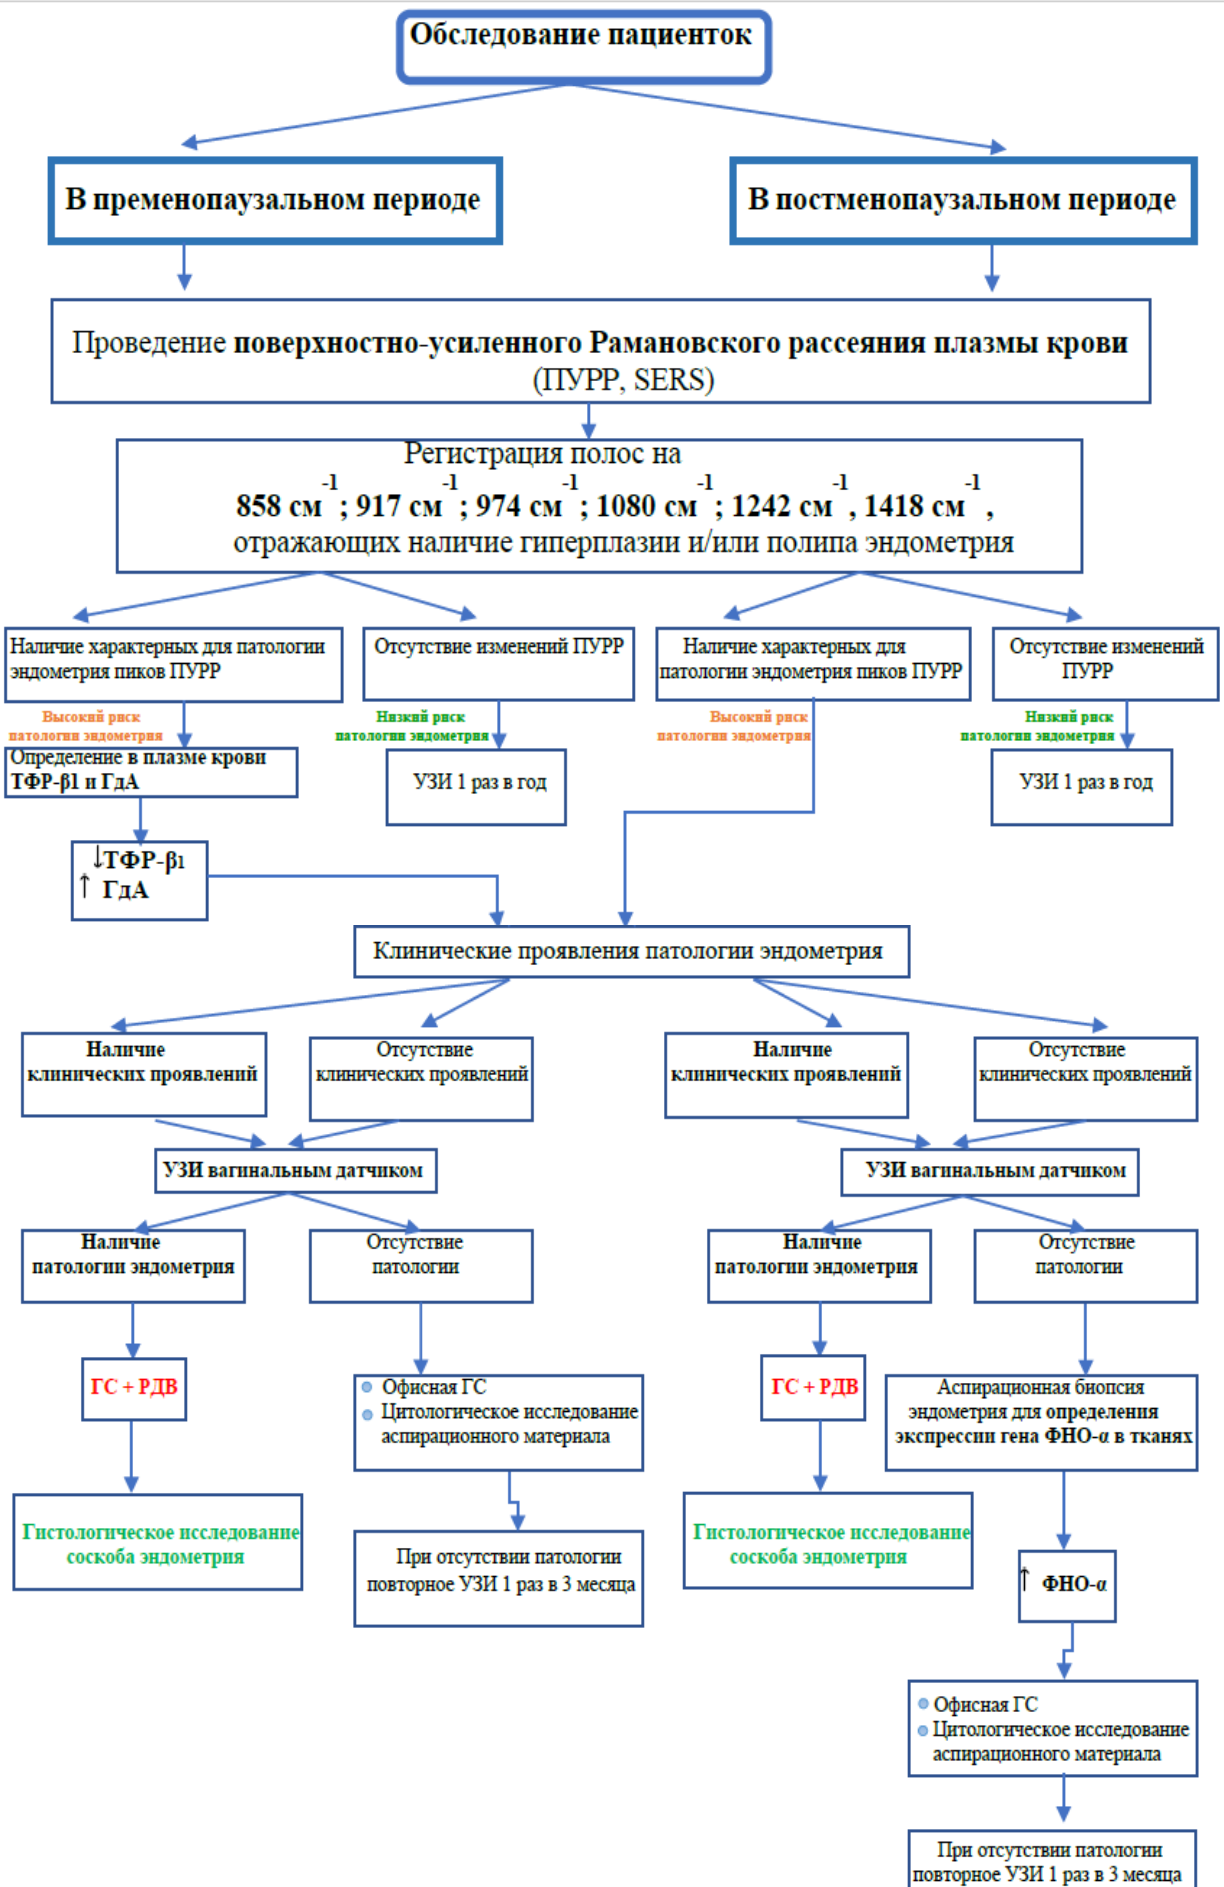 Обследование пациенток
В пременопаузальном периоде
В постменопаузальном периоде
Проведение поверхностно-усиленного Рамановского рассеяния плазмы крови
(ПУРР, SERS)
Регистрация полос на
858 см⁻¹; 917 см⁻¹; 974 см⁻¹; 1080 см⁻¹; 1242 см⁻¹, 1418 см⁻¹,
отражающих наличие гиперплазии и/или полипа эндометрия
Наличие характерных для патологии
эндометрия пиков ПУРР
Отсутствие изменений ПУРР
Наличие характерных для
патологии эндометрия пиков ПУРР
Отсутствие изменений
ПУРР
Высокий риск
патологии эндометрия
Низкий риск
патологии эндометрия
Высокий риск
патологии эндометрия
Низкий риск
патологии эндометрия
Определение в плазме крови
ТФР-β1 и ГдА
УЗИ 1 раз в год
УЗИ 1 раз в год
↓ТФР-β1
↑ ГдА
Клинические проявления патологии эндометрия
Наличие
клинических проявлений
Отсутствие
клинических проявлений
Наличие
клинических проявлений
Отсутствие
клинических проявлений
УЗИ вагинальным датчиком
УЗИ вагинальным датчиком
Наличие
патологии эндометрия
Отсутствие
патологии
Наличие
патологии эндометрия
Отсутствие
патологии
ГС + РДВ
• Офисная ГС
• Цитологическое исследование
аспирационного материала
ГС + РДВ
Аспирационная биопсия
эндометрия для определения
экспрессии гена ФНО-α в тканях
Гистологическое исследование
соскоба эндометрия
При отсутствии патологии
повторное УЗИ 1 раз в 3 месяца
Гистологическое исследование
соскоба эндометрия
↑ ФНО-α
• Офисная ГС
• Цитологическое исследование
аспирационного материала
При отсутствии патологии
повторное УЗИ 1 раз в 3 месяца